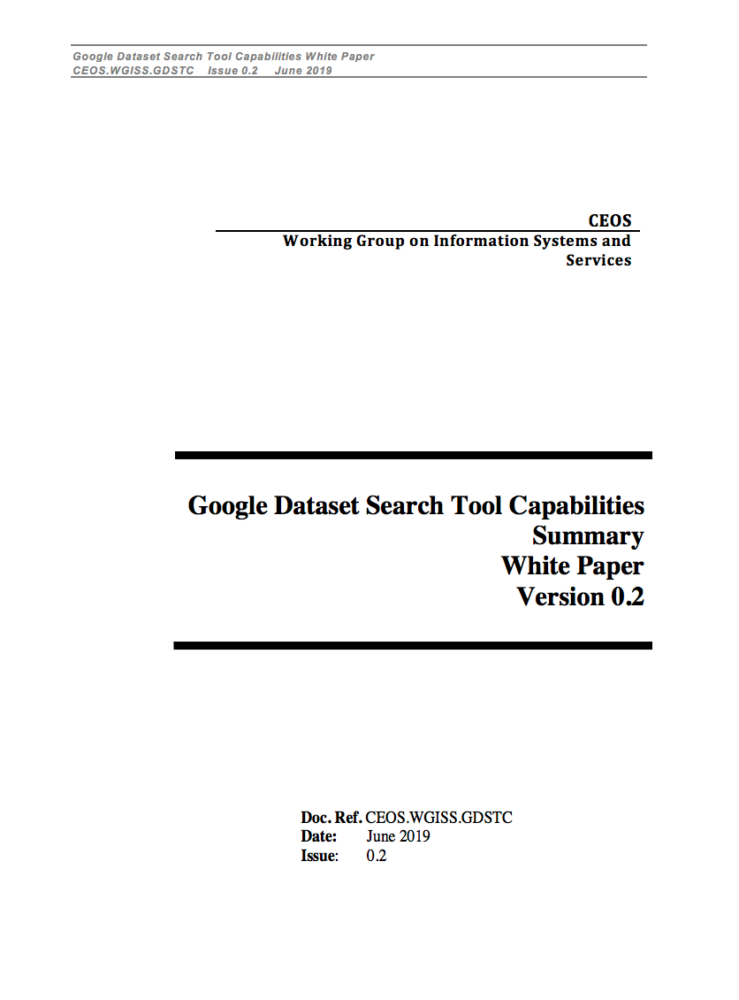 Google Dataset Search Tool Capabilities White Paper
CEOS.WGISS.GDSTC Issue 0.2 June 2019
CEOS
Working Group on Information Systems and
Services
Google Dataset Search Tool Capabilities
Summary
White Paper
Version 0.2
Doc. Ref. CEOS.WGISS.GDSTC
Date: June 2019
Issue: 0.2